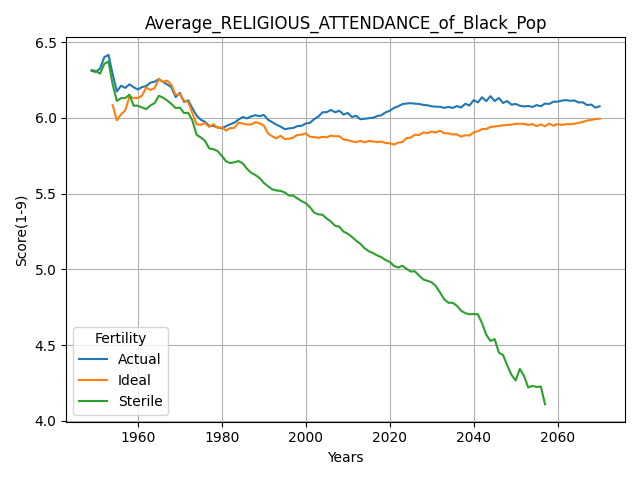 Average_RELIGIOUS_ATTENDANCE_of_Black_Pop
6.5
6.0
5.5
5.0
4.5
4.0
Score(1-9)
Fertility
Actual
Ideal
Sterile
1960 1980 2000 2020 2040 2060
Years